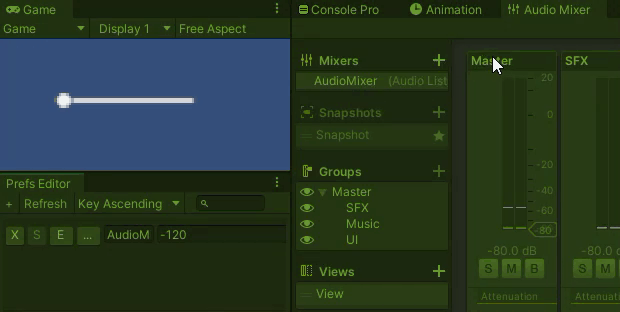 Game
Game Display 1 Free Aspect
Prefs Editor
+ Refresh Key Ascending
X S E ... AudioM -120
Console Pro Animation Audio Mixer
Mixers +
AudioMixer (Audio List
Snapshots +
Snapshot
Groups +
Master
SFX
Music
UI
Views +
View
Master
20
0
-20
-40
-60
-80
-80.0 dB
S M B
Attenuation
SFX
-80.0
S M
Attenuation